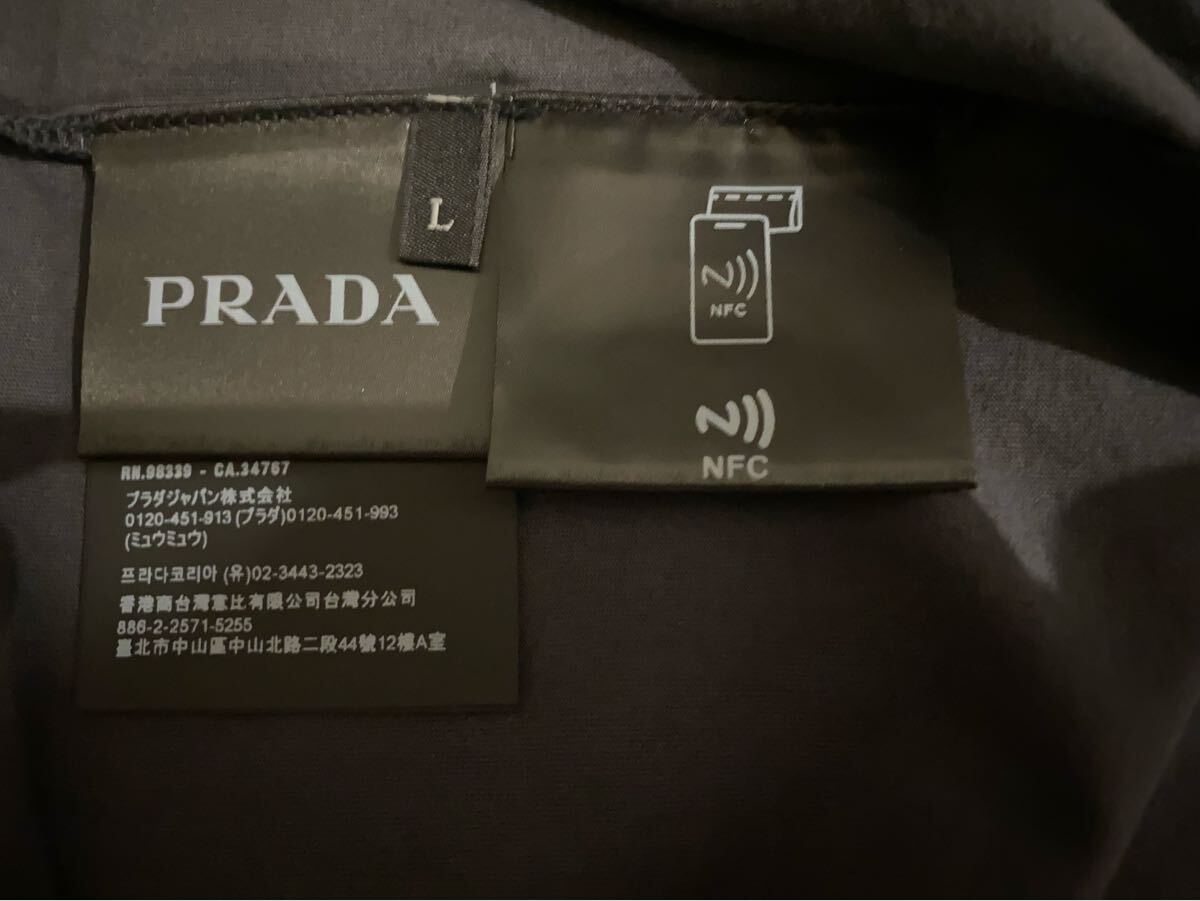 PRADA
L
NFC
NFC
RN.98339 - CA.34767
プラダジャパン株式会社
0120-451-913 (プラダ)0120-451-993
(ミュウミュウ)
프라다코리아 (유)02-3443-2323
香港商台灣意比有限公司台灣分公司
886-2-2571-5255
臺北市中山區中山北路二段44號12樓A室